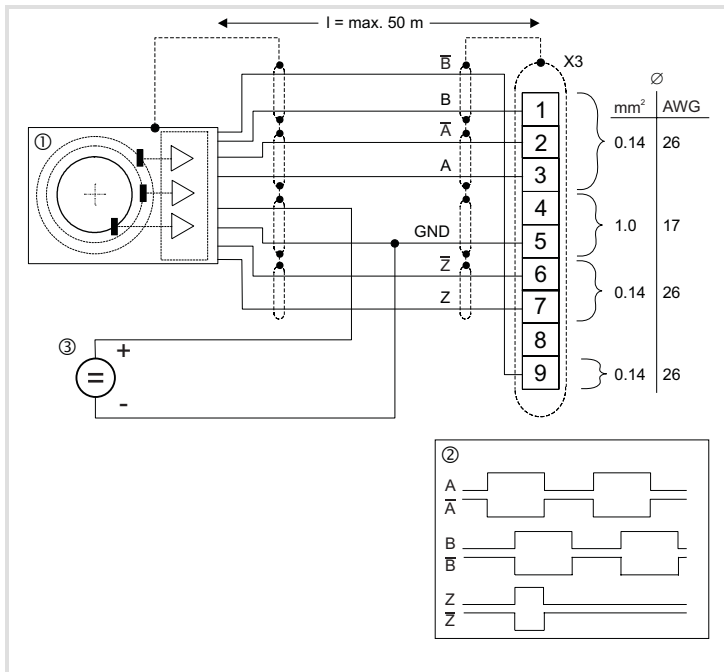 l = max. 50 m
B̅
X3
∅
B
1
mm² AWG
①
A̅
2
0.14 26
A
3
4
GND
5
1.0 17
Z̅
6
Z
7
0.14 26
③
+
8
=
9
0.14 26
-
②
A
A̅
B
B̅
Z
Z̅